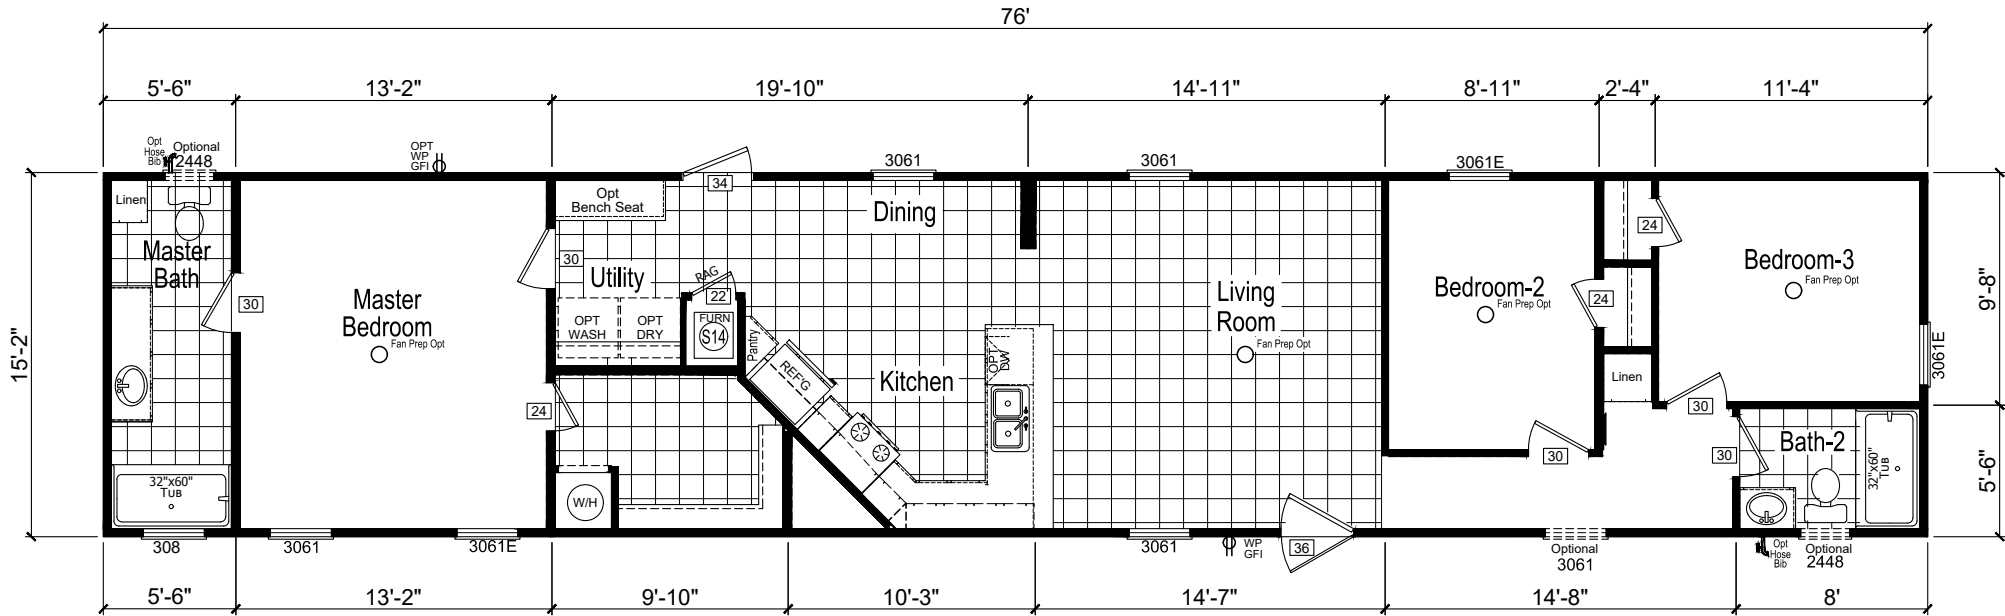 76'
5'-6"
13'-2"
19'-10"
14'-11"
8'-11"
2'-4"
11'-4"
Opt
Hose
Bib
Optional
2448
OPT
WP
GFI
3061
3061
3061E
34
Linen
Opt
Bench Seat
Dining
24
Master
Bath
30
30
Utility
RAG
22
Master
Bedroom
Fan Prep Opt
OPT
WASH
OPT
DRY
FURN
S14
Pantry
REF'G
Kitchen
OPT
DW
Living
Room
Fan Prep Opt
Bedroom-2
Fan Prep Opt
24
Bedroom-3
Fan Prep Opt
Linen
15'-2"
9'-8"
3061E
5'-6"
24
30
30
30
Bath-2
32"x60"
TUB
W/H
32"x60"
TUB
308
3061
3061E
3061
WP
GFI
36
Optional
3061
Opt
Hose
Bib
Optional
2448
5'-6"
13'-2"
9'-10"
10'-3"
14'-7"
14'-8"
8'